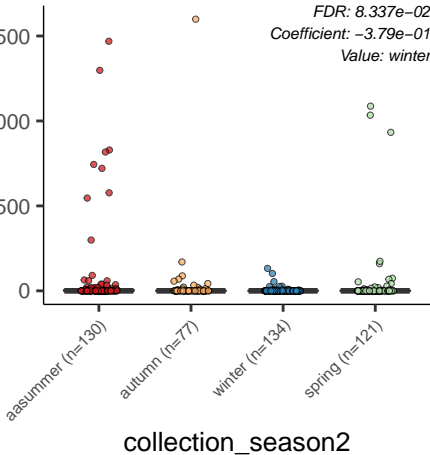 FDR: 8.337e−02
Coefficient: −3.79e−01
Value: winter
500
000
500
0
aasummer (n=130)
autumn (n=77)
winter (n=134)
spring (n=121)
collection_season2